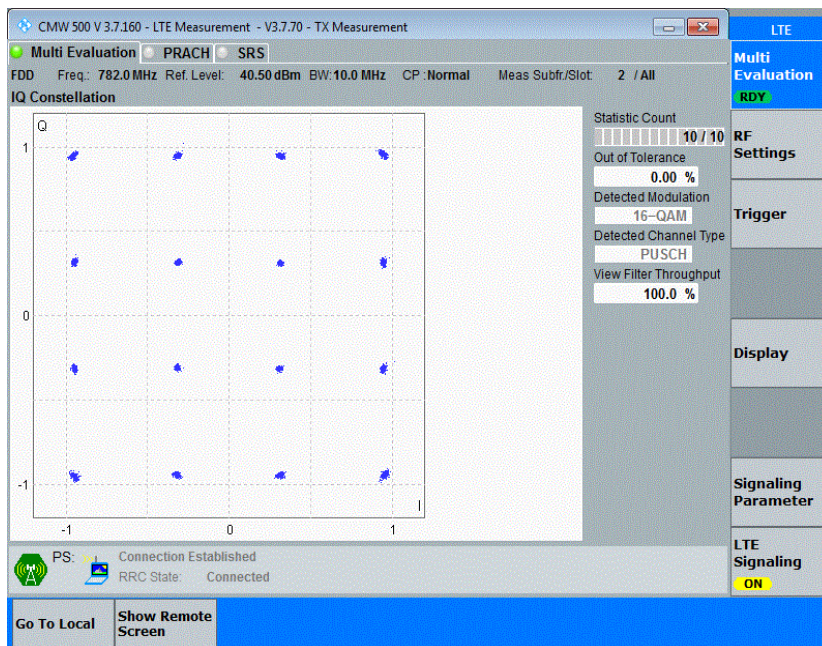 CMW 500 V 3.7.160 - LTE Measurement - V3.7.70 - TX Measurement
LTE
Multi Evaluation PRACH SRS
FDD Freq.: 782.0 MHz Ref. Level: 40.50 dBm BW: 10.0 MHz CP : Normal Meas Subfr./Slot: 2 / All
IQ Constellation
Q
1
0
-1
I
-1 0 1
Statistic Count
10 / 10
Out of Tolerance
0.00 %
Detected Modulation
16-QAM
Detected Channel Type
PUSCH
View Filter Throughput
100.0 %
Multi
Evaluation
RDY
RF
Settings
Trigger
Display
Signaling
Parameter
LTE
Signaling
ON
PS: Connection Established
RRC State: Connected
Go To Local
Show Remote
Screen